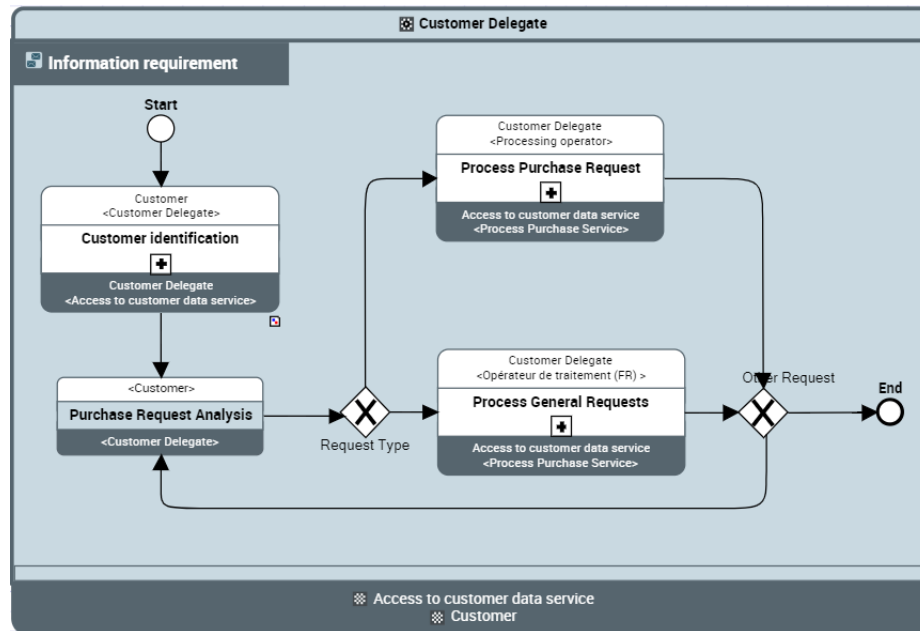 Customer Delegate
Information requirement
Start
Customer
<Customer Delegate>
Customer identification
Customer Delegate
<Access to customer data service>
<Customer>
Purchase Request Analysis
<Customer Delegate>
Request Type
Customer Delegate
<Processing operator>
Process Purchase Request
Access to customer data service
<Process Purchase Service>
Customer Delegate
<Opérateur de traitement (FR) >
Process General Requests
Access to customer data service
<Process Purchase Service>
Other Request
End
Access to customer data service
Customer